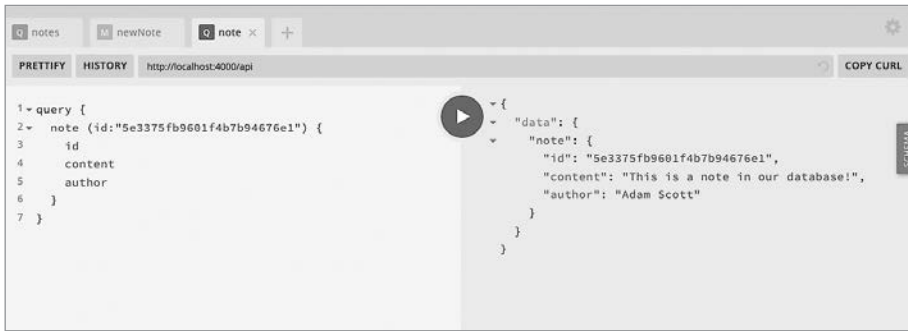 Q notes M newNote Q note × +
PRETTIFY HISTORY http://localhost:4000/api COPY CURL
1 query {
2 note (id:"5e3375fb9601f4b7b94676e1") {
3 id
4 content
5 author
6 }
7 }
{
"data": {
"note": {
"id": "5e3375fb9601f4b7b94676e1",
"content": "This is a note in our database!",
"author": "Adam Scott"
}
}
}
SCHEMA